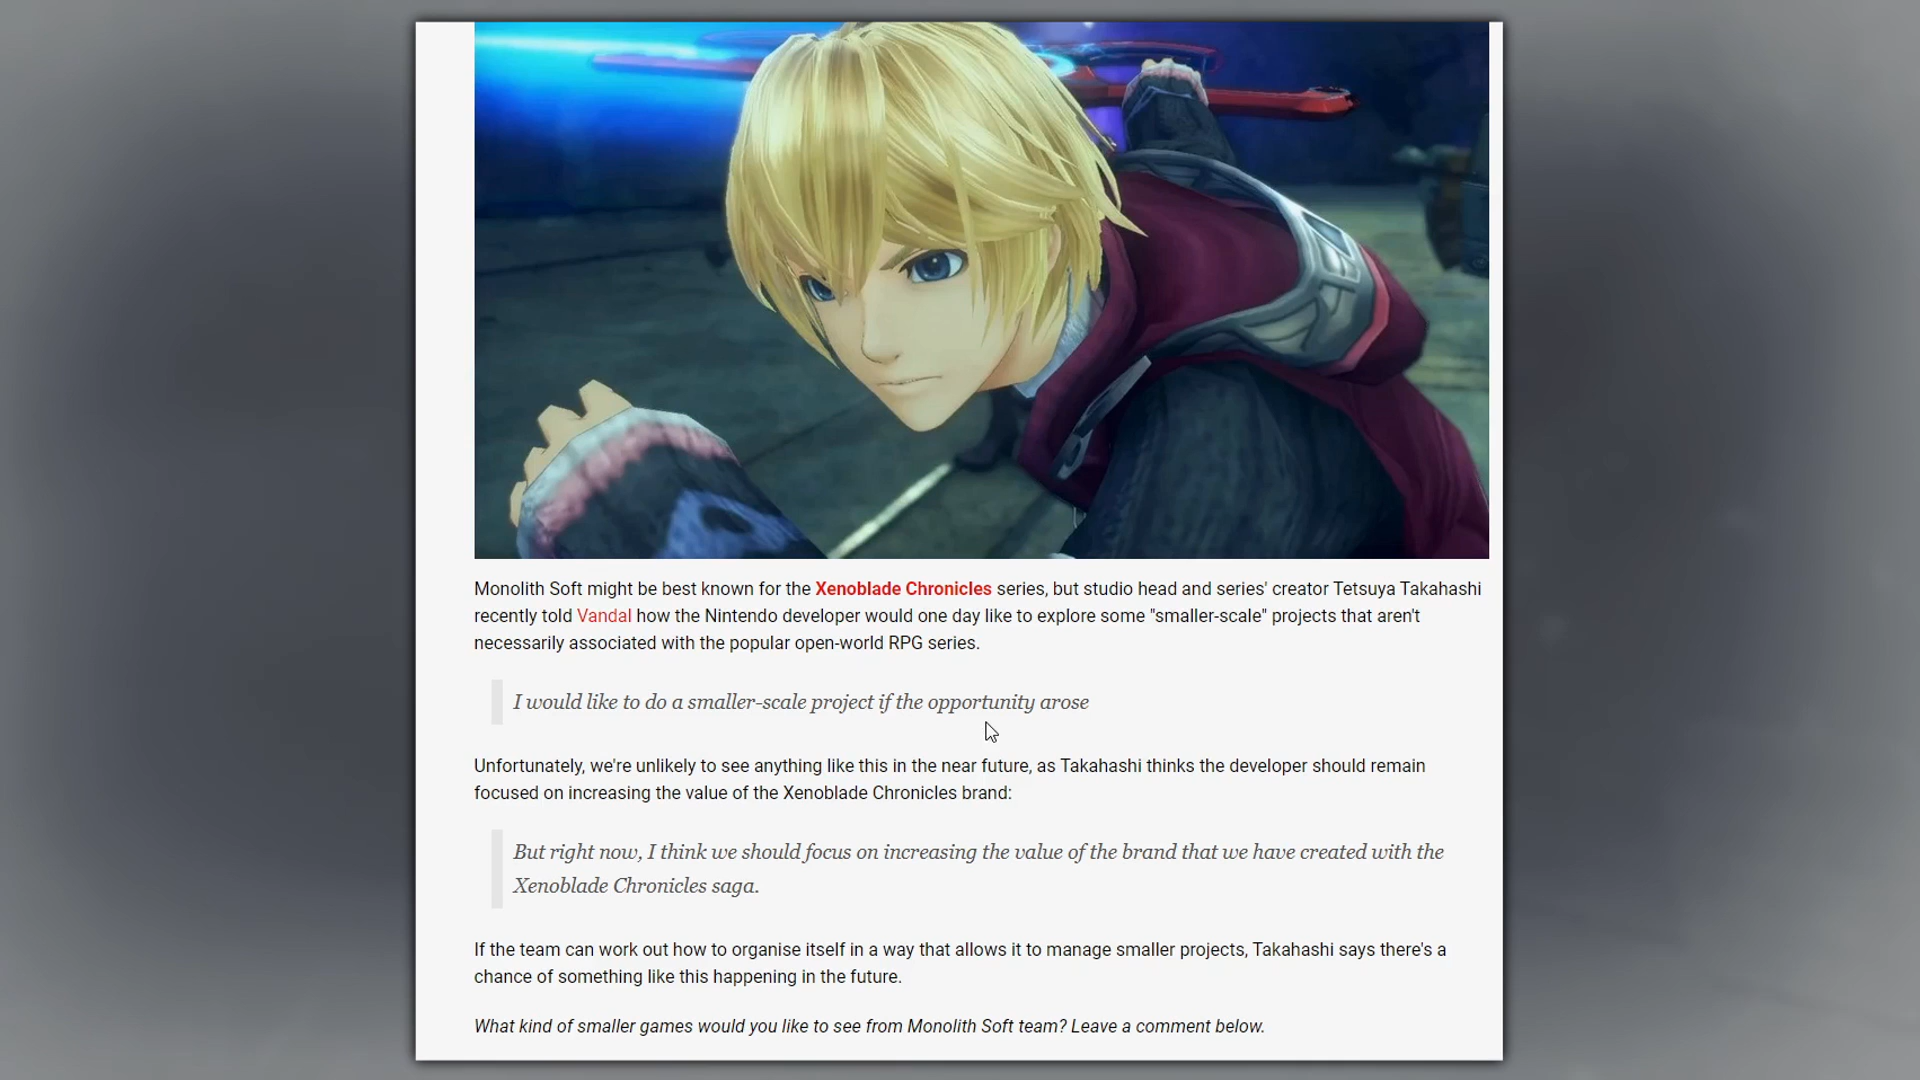 Monolith Soft might be best known for the Xenoblade Chronicles series, but studio head and series' creator Tetsuya Takahashi
recently told Vandal how the Nintendo developer would one day like to explore some "smaller-scale" projects that aren't
necessarily associated with the popular open-world RPG series.
I would like to do a smaller-scale project if the opportunity arose
Unfortunately, we're unlikely to see anything like this in the near future, as Takahashi thinks the developer should remain
focused on increasing the value of the Xenoblade Chronicles brand:
But right now, I think we should focus on increasing the value of the brand that we have created with the
Xenoblade Chronicles saga.
If the team can work out how to organise itself in a way that allows it to manage smaller projects, Takahashi says there's a
chance of something like this happening in the future.
What kind of smaller games would you like to see from Monolith Soft team? Leave a comment below.